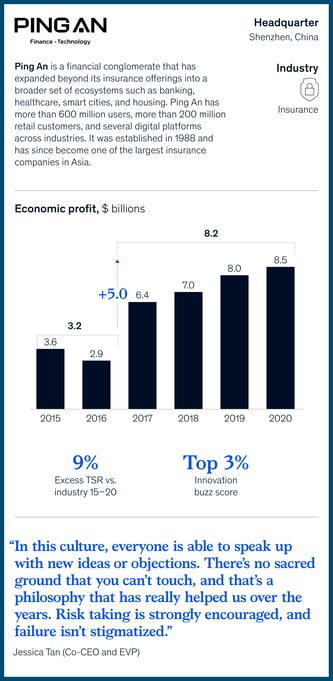 PING AN
Finance · Technology
Headquarter
Shenzhen, China
Ping An is a financial conglomerate that has
expanded beyond its insurance offerings into a
broader set of ecosystems such as banking,
healthcare, smart cities, and housing. Ping An has
more than 600 million users, more than 200 million
retail customers, and several digital platforms
across industries. It was established in 1988 and
has since become one of the largest insurance
companies in Asia.
Industry
Insurance
Economic profit, $ billions
8.2
+5.0
3.2
3.6
2.9
6.4
7.0
8.0
8.5
2015
2016
2017
2018
2019
2020
9%
Excess TSR vs.
industry 15–20
Top 3%
Innovation
buzz score
“In this culture, everyone is able to speak up
with new ideas or objections. There’s no sacred
ground that you can’t touch, and that’s a
philosophy that has really helped us over the
years. Risk taking is strongly encouraged, and
failure isn’t stigmatized.”
Jessica Tan (Co-CEO and EVP)